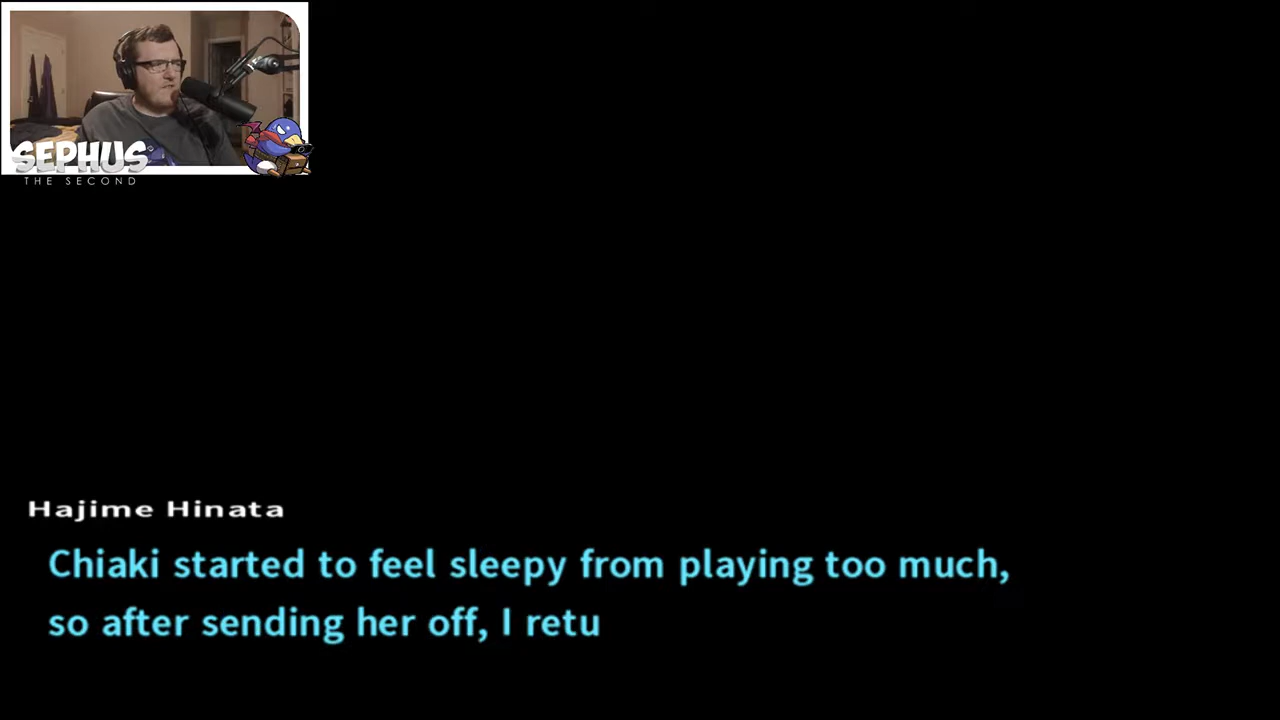 SEPHUS
THE SECOND
Hajime Hinata
Chiaki started to feel sleepy from playing too much,
so after sending her off, I retu